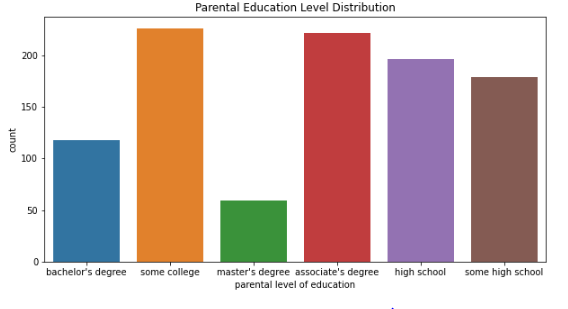 Parental Education Level Distribution
200
150
100
50
0
count
bachelor's degree some college master's degree associate's degree high school some high school
parental level of education